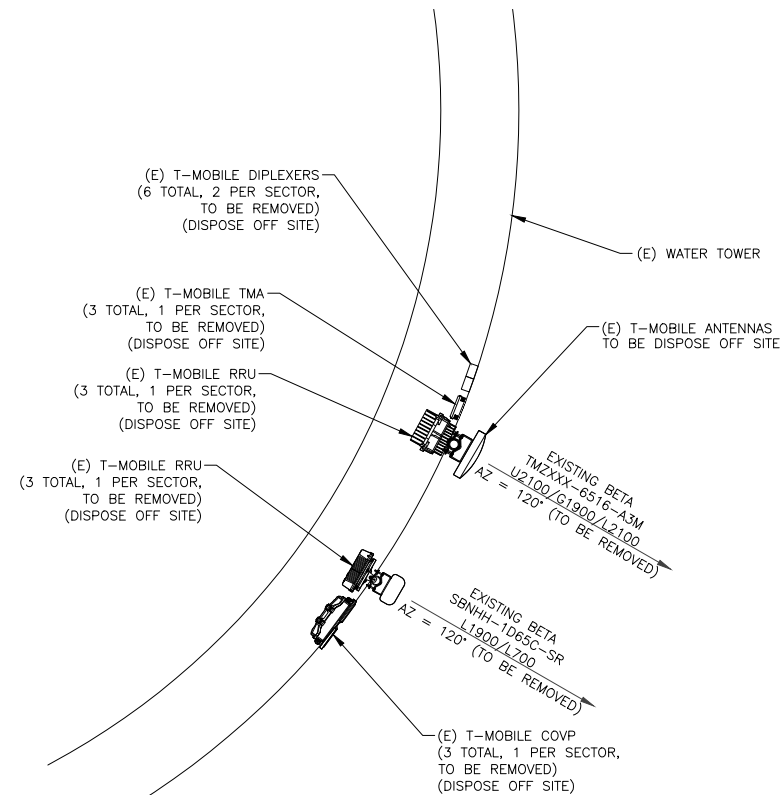 (E) T-MOBILE DIPLEXERS
(6 TOTAL, 2 PER SECTOR,
TO BE REMOVED)
(DISPOSE OFF SITE)
(E) WATER TOWER
(E) T-MOBILE TMA
(3 TOTAL, 1 PER SECTOR,
TO BE REMOVED)
(DISPOSE OFF SITE)
(E) T-MOBILE ANTENNAS
TO BE DISPOSE OFF SITE
(E) T-MOBILE RRU
(3 TOTAL, 1 PER SECTOR,
TO BE REMOVED)
(DISPOSE OFF SITE)
(E) T-MOBILE RRU
(3 TOTAL, 1 PER SECTOR,
TO BE REMOVED)
(DISPOSE OFF SITE)
EXISTING BETA
TMZXXX-6516-A3M
U2100/G1900/L2100
AZ = 120° (TO BE REMOVED)
EXISTING BETA
SBNHH-1D65C-SR
L1900/L700
AZ = 120° (TO BE REMOVED)
(E) T-MOBILE COVP
(3 TOTAL, 1 PER SECTOR,
TO BE REMOVED)
(DISPOSE OFF SITE)